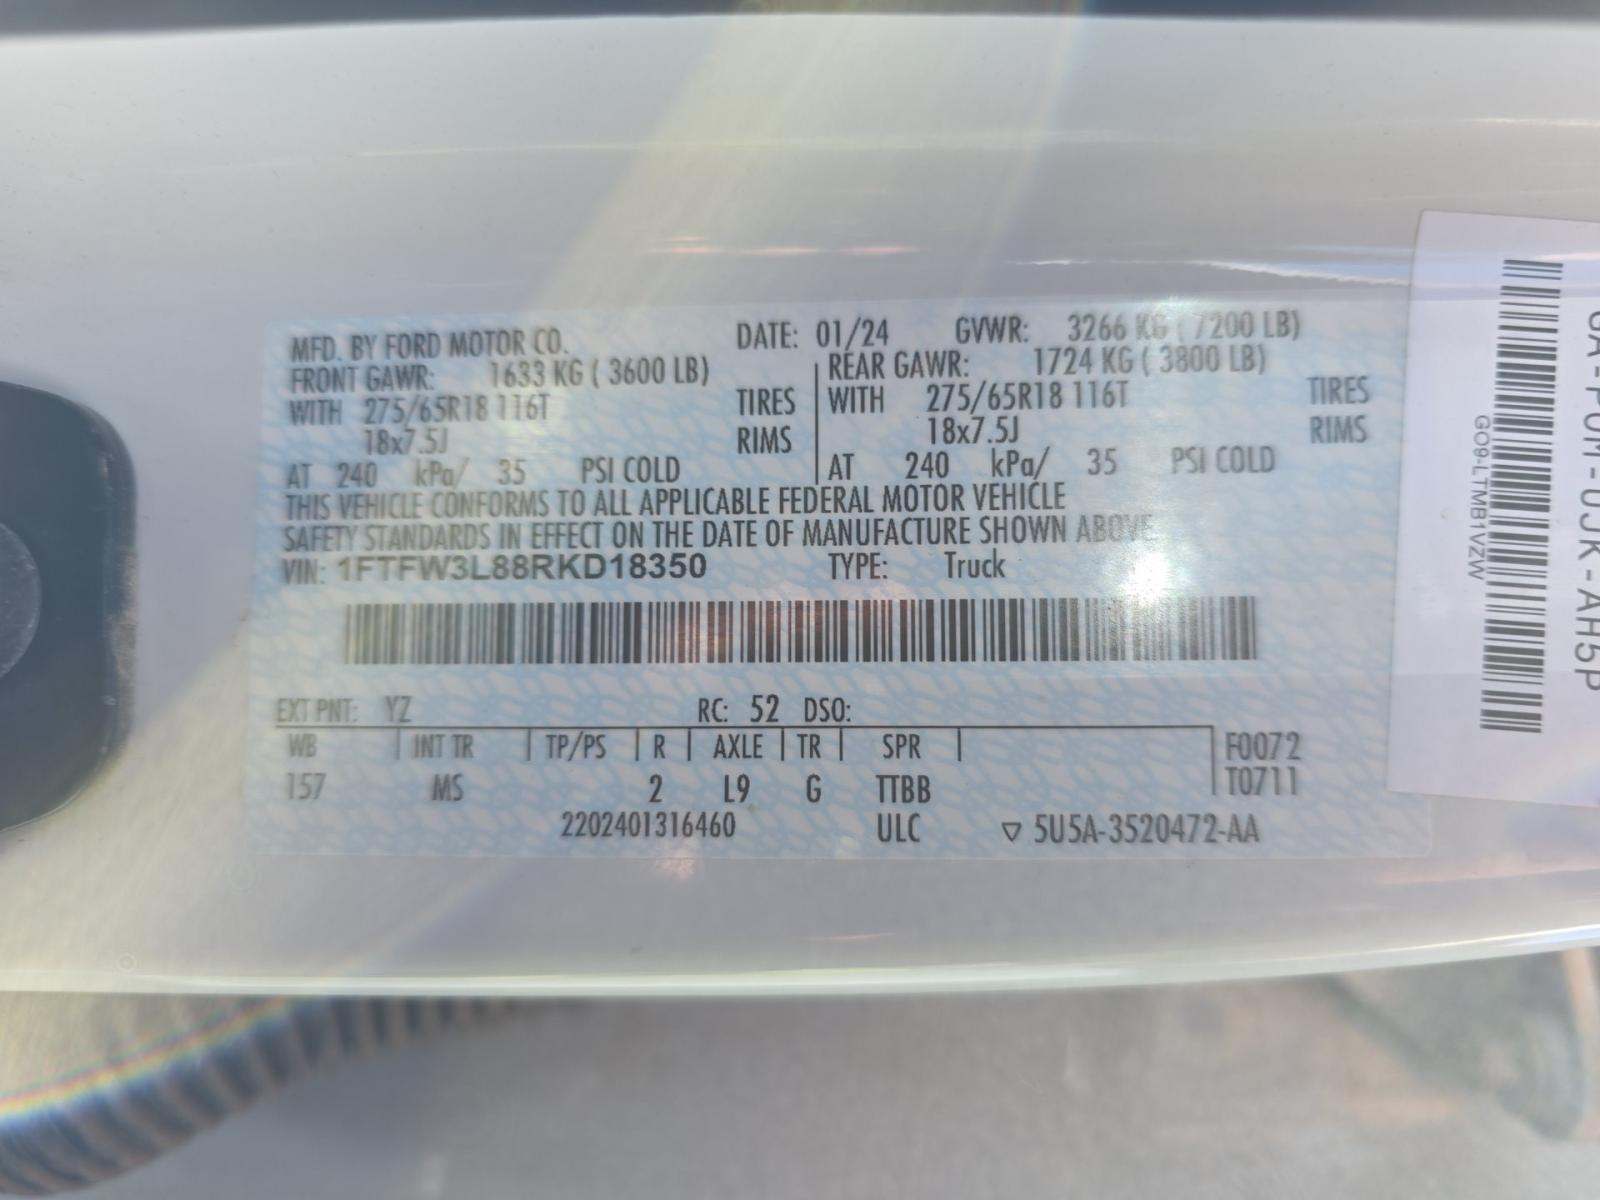 MFD. BY FORD MOTOR CO. DATE: 01/24 GVWR: 3266 KG ( 7200 LB)
FRONT GAWR: 1633 KG ( 3600 LB) REAR GAWR: 1724 KG ( 3800 LB)
WITH 275/65R18 116T TIRES WITH 275/65R18 116T TIRES
18x7.5J RIMS 18x7.5J RIMS
AT 240 kPa/ 35 PSI COLD AT 240 kPa/ 35 PSI COLD
THIS VEHICLE CONFORMS TO ALL APPLICABLE FEDERAL MOTOR VEHICLE
SAFETY STANDARDS IN EFFECT ON THE DATE OF MANUFACTURE SHOWN ABOVE
VIN: 1FTFW3L88RKD18350 TYPE: Truck
EXT PNT: YZ RC: 52 DSO:
WB INT TR TP/PS R AXLE TR SPR F0072
157 MS 2 L9 G TTBB T0711
2202401316460 ULC ▽ 5U5A-3520472-AA
GO9-LTMB1VZW
GA-P0M-UJK-AH5P